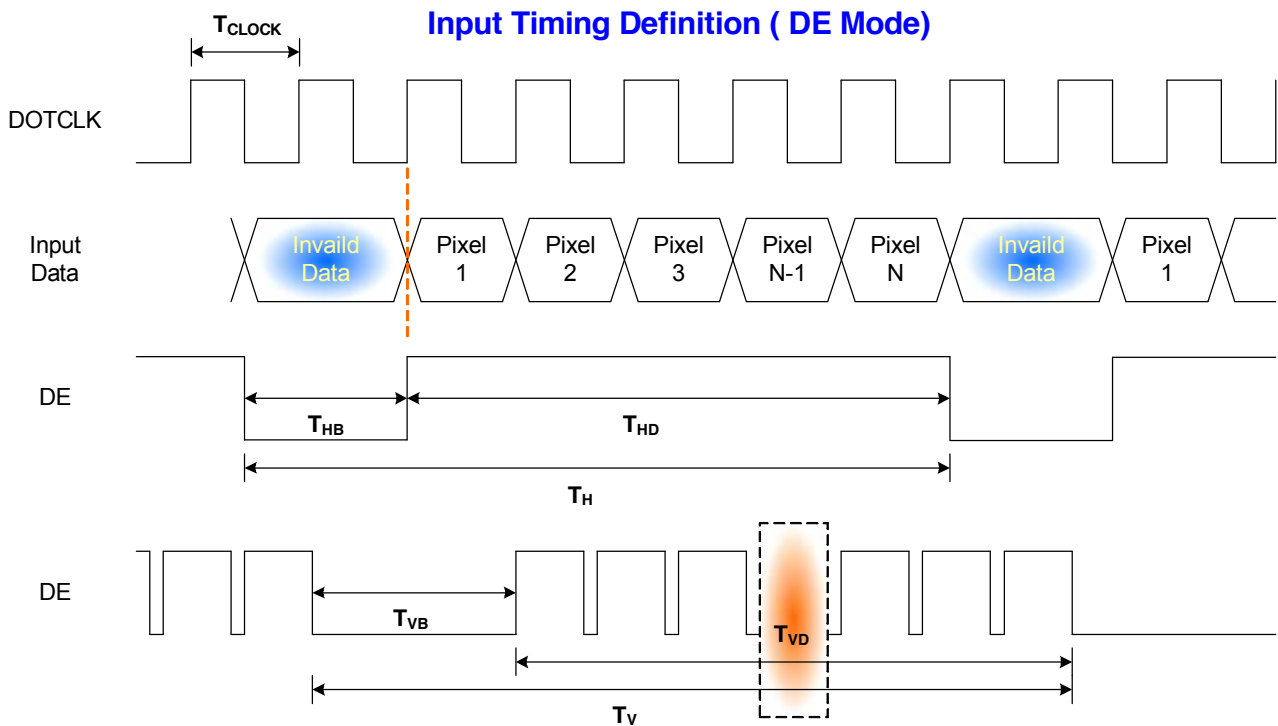 Input Timing Definition ( DE Mode)
TCLOCK
DOTCLK
Input
Data
Invaild
Data
Pixel
1
Pixel
2
Pixel
3
Pixel
N-1
Pixel
N
Invaild
Data
Pixel
1
DE
THB
THD
TH
DE
TVB
TVD
TV